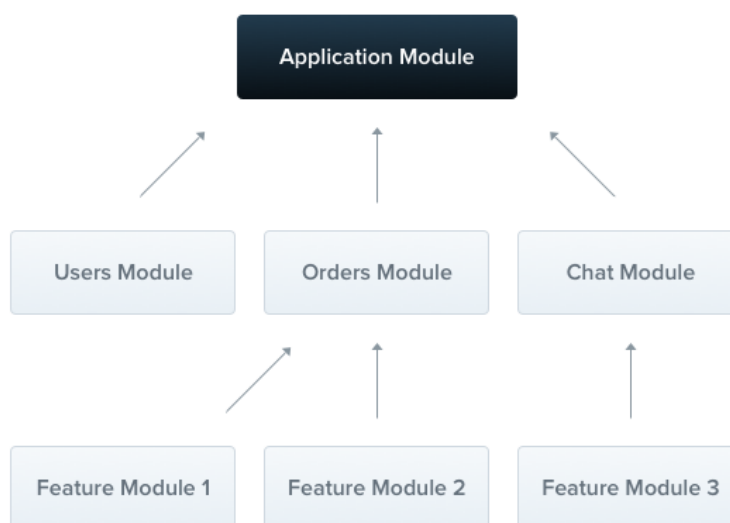 Application Module
Users Module
Orders Module
Chat Module
Feature Module 1
Feature Module 2
Feature Module 3